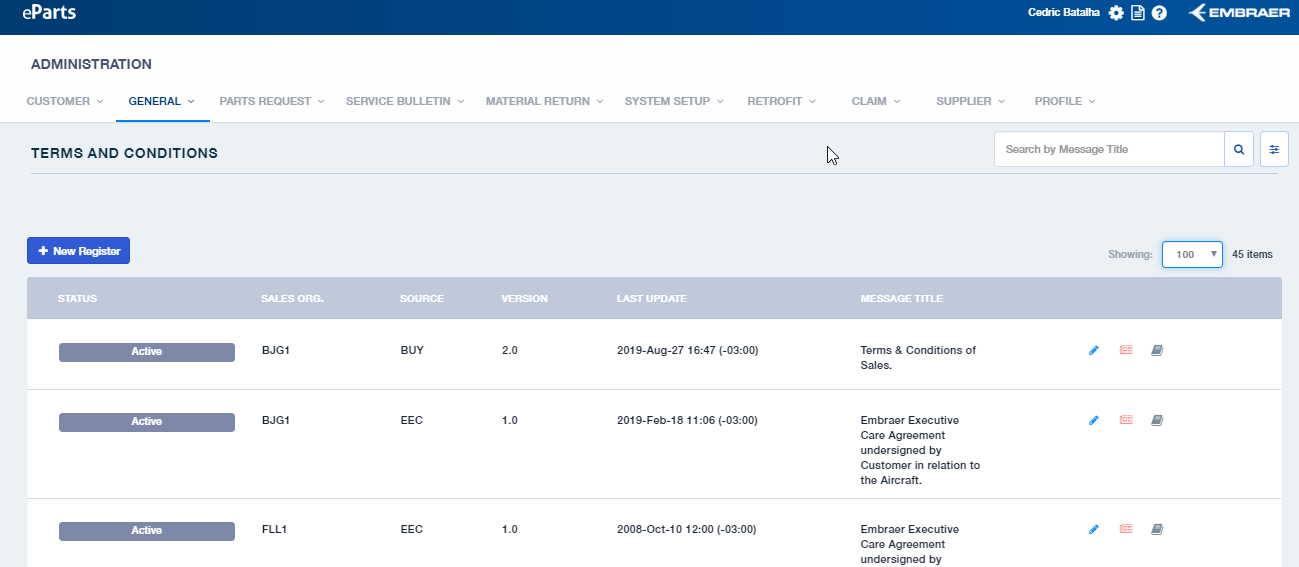 eParts
Cedric Batalha
EMBRAER
ADMINISTRATION
CUSTOMER GENERAL PARTS REQUEST SERVICE BULLETIN MATERIAL RETURN SYSTEM SETUP RETROFIT CLAIM SUPPLIER PROFILE
TERMS AND CONDITIONS
Search by Message Title
+ New Register
Showing: 100 45 items
STATUS SALES ORG. SOURCE VERSION LAST UPDATE MESSAGE TITLE
Active BJG1 BUY 2.0 2019-Aug-27 16:47 (-03:00) Terms & Conditions of
Sales.
Active BJG1 EEC 1.0 2019-Feb-18 11:06 (-03:00) Embraer Executive
Care Agreement
undersigned by
Customer in relation to
the Aircraft.
Active FLL1 EEC 1.0 2008-Oct-10 12:00 (-03:00) Embraer Executive
Care Agreement
undersigned by